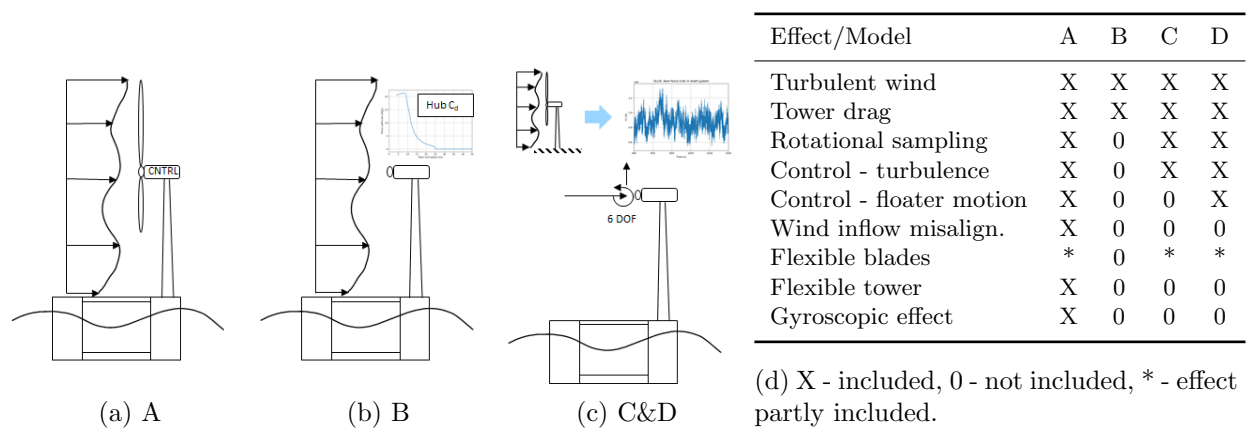 CNTRL
(a) A
Hub Cd
(b) B
6 DOF
(c) C&D
Effect/Model A B C D
Turbulent wind X X X X
Tower drag X X X X
Rotational sampling X 0 X X
Control - turbulence X 0 X X
Control - floater motion X 0 0 X
Wind inflow misalign. X 0 0 0
Flexible blades * 0 * *
Flexible tower X 0 0 0
Gyroscopic effect X 0 0 0
(d) X - included, 0 - not included, * - effect
partly included.